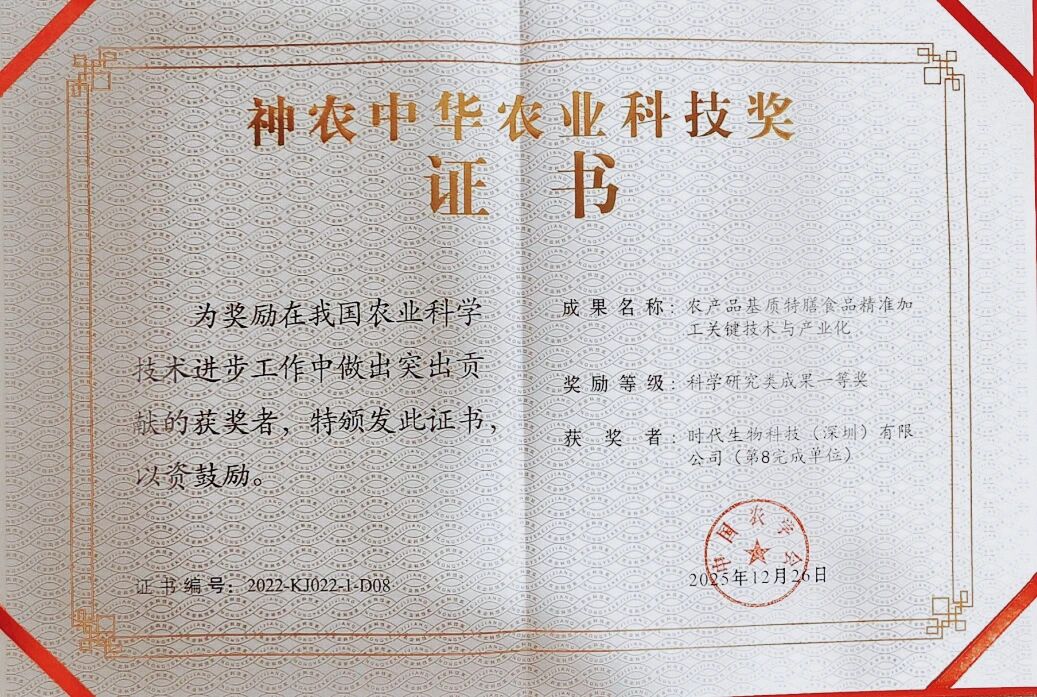 神农中华农业科技奖
证书
为奖励在我国农业科学
技术进步工作中做出突出贡
献的获奖者，特颁发此证书，
以资鼓励。
证书编号：2022-KJ022-1-D08
成果名称：农产品基质特膳食品精准加
工关键技术与产业化
奖励等级：科学研究类成果一等奖
获奖者：时代生物科技（深圳）有限
公司（第8完成单位）
中国农学会
2025年12月26日